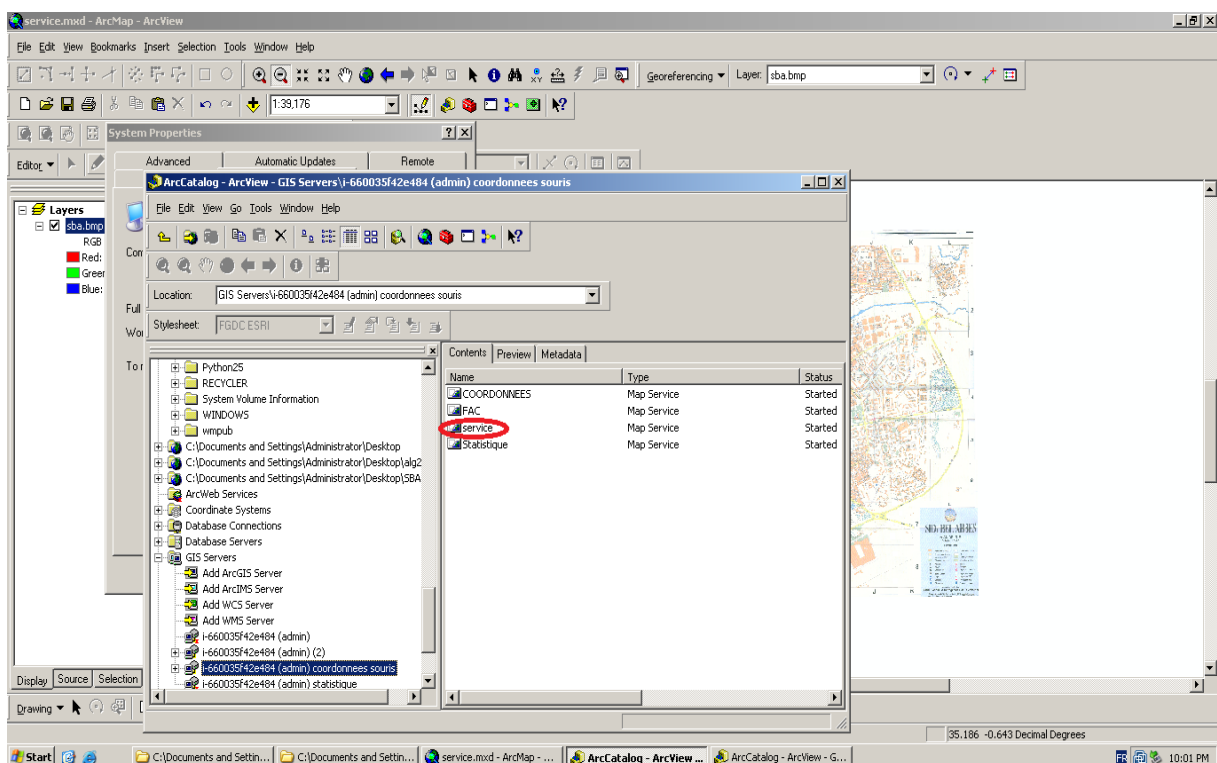 service.mxd - ArcMap - ArcView
File Edit View Bookmarks Insert Selection Tools Window Help
Georeferencing Layer: sba.bmp
1:39,176
System Properties
Editor
Advanced Automatic Updates Remote
ArcCatalog - ArcView - GIS Servers\i-660035f42e484 (admin) coordonnees souris
File Edit View Go Tools Window Help
Layers
sba.bmp
RGB
Red:
Green
Blue:
Location: GIS Servers\i-660035f42e484 (admin) coordonnees souris
Stylesheet: FGDC ESRI
Contents Preview Metadata
Name Type Status
COORDONNEES Map Service Started
FAC Map Service Started
service Map Service Started
Statistique Map Service Started
Python25
RECYCLER
System Volume Information
WINDOWS
wmpub
C:\Documents and Settings\Administrator\Desktop
C:\Documents and Settings\Administrator\Desktop\alg2
C:\Documents and Settings\Administrator\Desktop\SBA
ArcWeb Services
Coordinate Systems
Database Connections
Database Servers
GIS Servers
Add ArcGIS Server
Add ArcIMS Server
Add WCS Server
Add WMS Server
i-660035f42e484 (admin)
i-660035f42e484 (admin) (2)
i-660035f42e484 (admin) coordonnees souris
i-660035f42e484 (admin) statistique
SIDI BEL ABBES
Display Source Selection
Drawing
35.186 -0.643 Decimal Degrees
Start C:\Documents and Settin... C:\Documents and Settin... service.mxd - ArcMap - ... ArcCatalog - ArcView ... ArcCatalog - ArcView - G... FR 10:01 PM